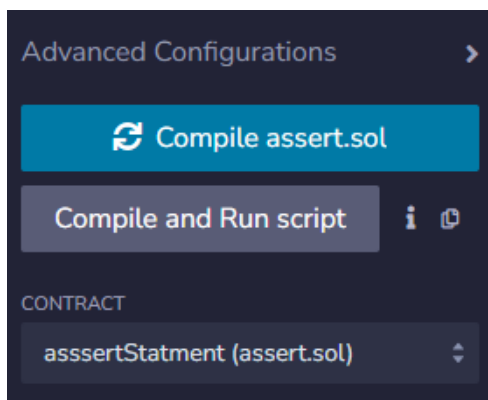 Advanced Configurations
Compile assert.sol
Compile and Run script
CONTRACT
asssertStatment (assert.sol)